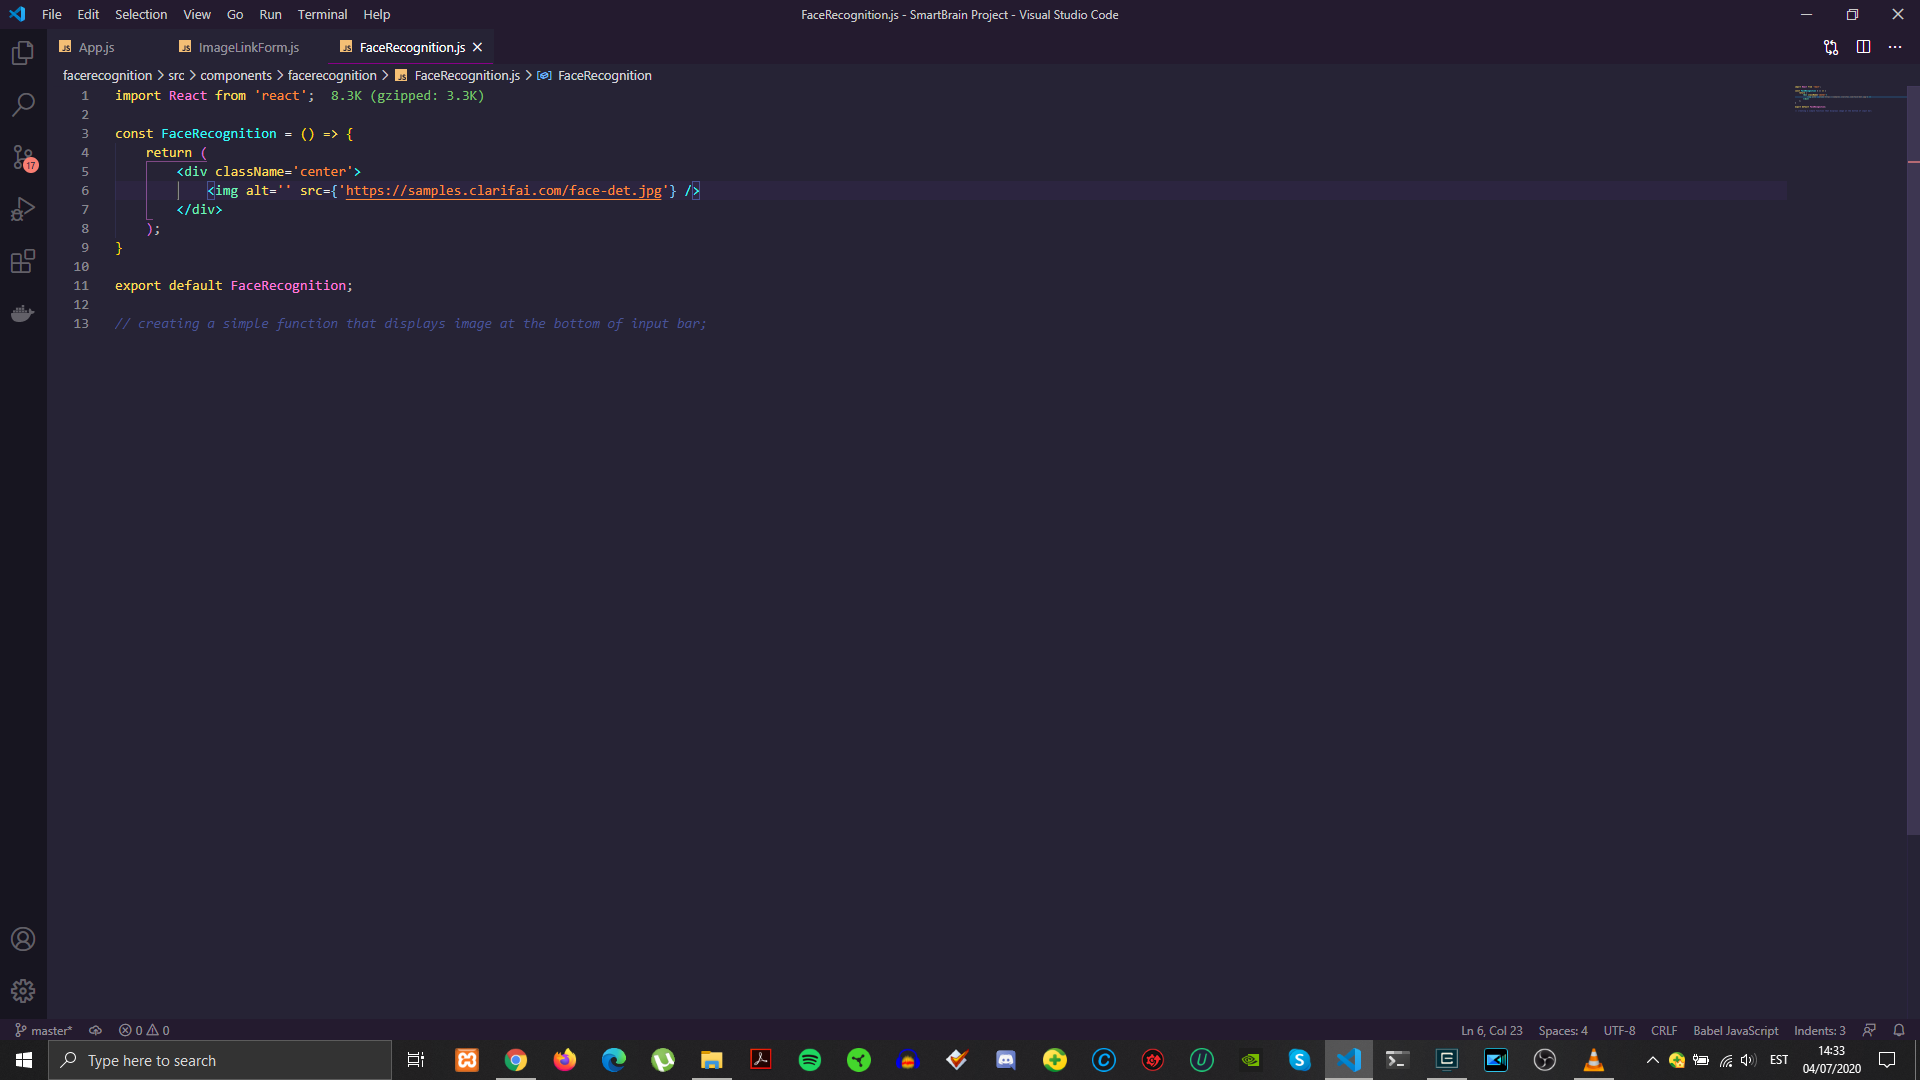 File Edit Selection View Go Run Terminal Help
FaceRecognition.js - SmartBrain Project - Visual Studio Code
App.js ImageLinkForm.js FaceRecognition.js
facerecognition > src > components > facerecognition > FaceRecognition.js > FaceRecognition
1 import React from 'react'; 8.3K (gzipped: 3.3K)
2
3 const FaceRecognition = () => {
4 return (
5 <div className='center'>
6 <img alt='' src={'https://samples.clarifai.com/face-det.jpg'} />
7 </div>
8 );
9 }
10
11 export default FaceRecognition;
12
13 // creating a simple function that displays image at the bottom of input bar;
17
master* 0 0 Ln 6, Col 23 Spaces: 4 UTF-8 CRLF Babel JavaScript Indents: 3
Type here to search
EST
14:33
04/07/2020